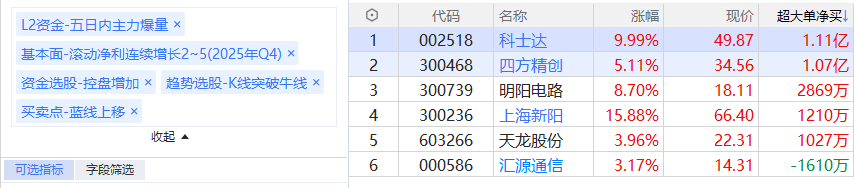 L2资金-五日内主力爆量 ×
基本面-滚动净利连续增长2~5(2025年Q4) ×
资金选股-控盘增加 × 趋势选股-K线突破牛线 ×
买卖点-蓝线上移 ×
收起 ▲
可选指标 字段筛选
代码 名称 涨幅 现价 超大单净买↓
1 002518 科士达 9.99% 49.87 1.11亿
2 300468 四方精创 5.11% 34.56 1.07亿
3 300739 明阳电路 8.70% 18.11 2869万
4 300236 上海新阳 15.88% 66.40 1210万
5 603266 天龙股份 3.96% 22.31 1027万
6 000586 汇源通信 3.17% 14.31 -1610万